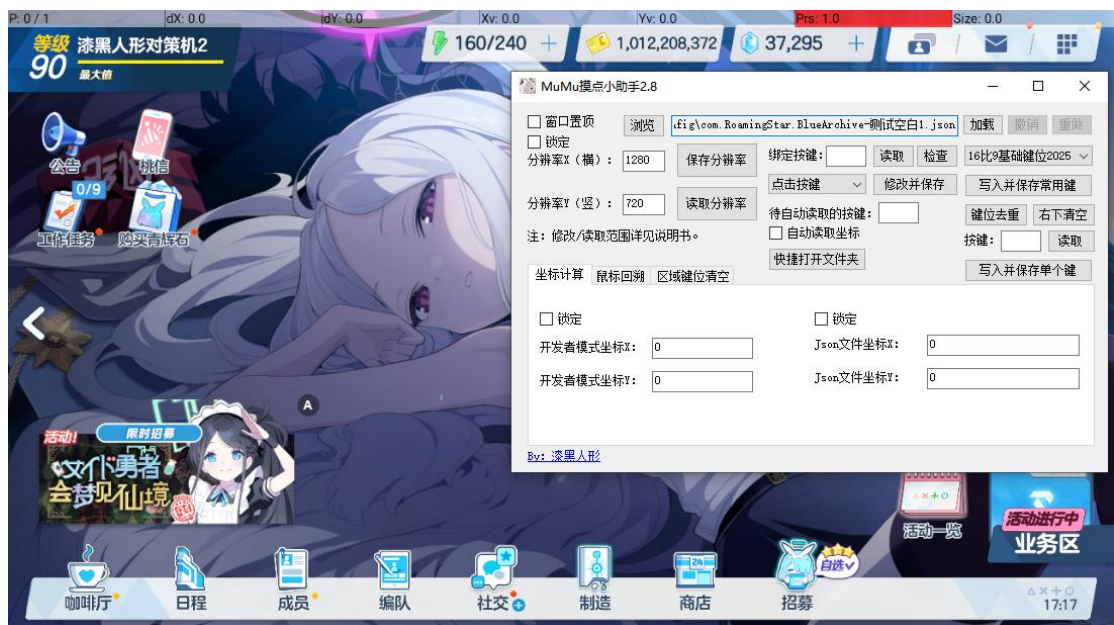 P: 0 / 1 dX: 0.0 dY: 0.0 Xv: 0.0 Yv: 0.0 Prs: 1.0 Size: 0.0
等级 90 漆黑人形对策机2
最大值
160/240
1,012,208,372
37,295
公告
桃信
0/9
工作任务
购买青辉石
MuMu摸点小助手2.8
窗口置顶
锁定
浏览
.fig\com.RoamingStar.BlueArchive-测试空白1.json
加载
撤销
重做
分辨率X（横）：
1280
保存分辨率
绑定按键：
读取
检查
16比9基础键位2025
点击按键
修改并保存
写入并保存常用键
分辨率Y（竖）：
720
读取分辨率
待自动读取的按键：
键位去重
右下清空
注：修改/读取范围详见说明书。
自动读取坐标
按键：
读取
快捷打开文件夹
写入并保存单个键
坐标计算
鼠标回溯
区域键位清空
锁定
锁定
开发者模式坐标X：
0
Json文件坐标X：
0
开发者模式坐标Y：
0
Json文件坐标Y：
0
By: 漆黑人形
A
活动!
限时招募
文件勇者
会梦见仙境
活动一览
活动进行中
业务区
咖啡厅
日程
成员
编队
社交
制造
24
商店
招募
自选
17:17